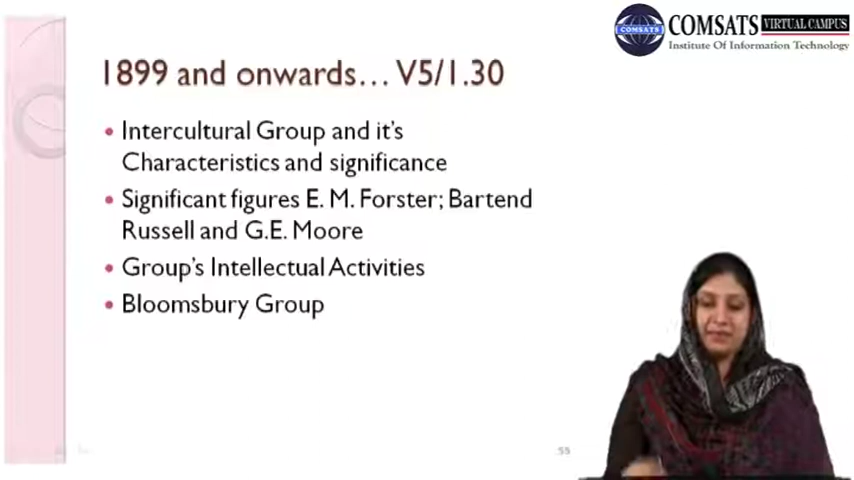 COMSATS
COMSATS VIRTUAL CAMPUS
Institute Of Information Technology
1899 and onwards... V5/1.30
• Intercultural Group and it's
Characteristics and significance
• Significant figures E. M. Forster; Bartend
Russell and G.E. Moore
• Group's Intellectual Activities
• Bloomsbury Group
55